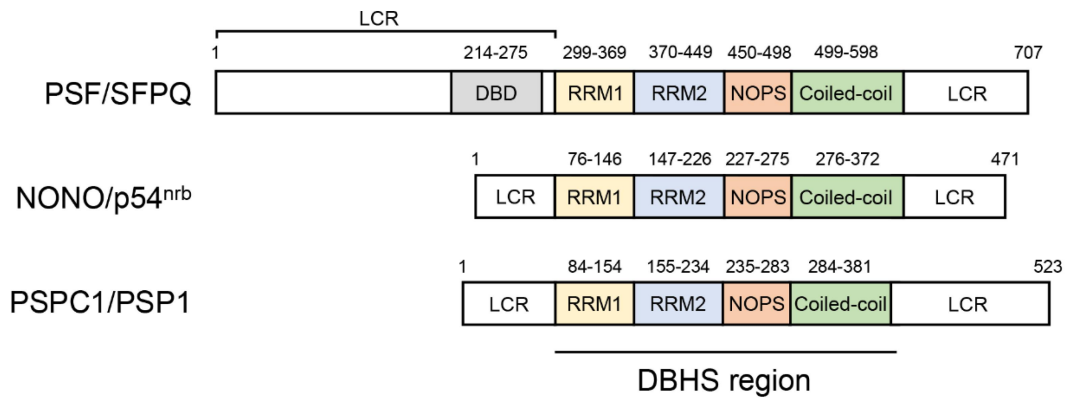 LCR
1 214-275 299-369 370-449 450-498 499-598 707
PSF/SFPQ DBD RRM1 RRM2 NOPS Coiled-coil LCR
1 76-146 147-226 227-275 276-372 471
NONO/p54nrb LCR RRM1 RRM2 NOPS Coiled-coil LCR
1 84-154 155-234 235-283 284-381 523
PSPC1/PSP1 LCR RRM1 RRM2 NOPS Coiled-coil LCR
DBHS region